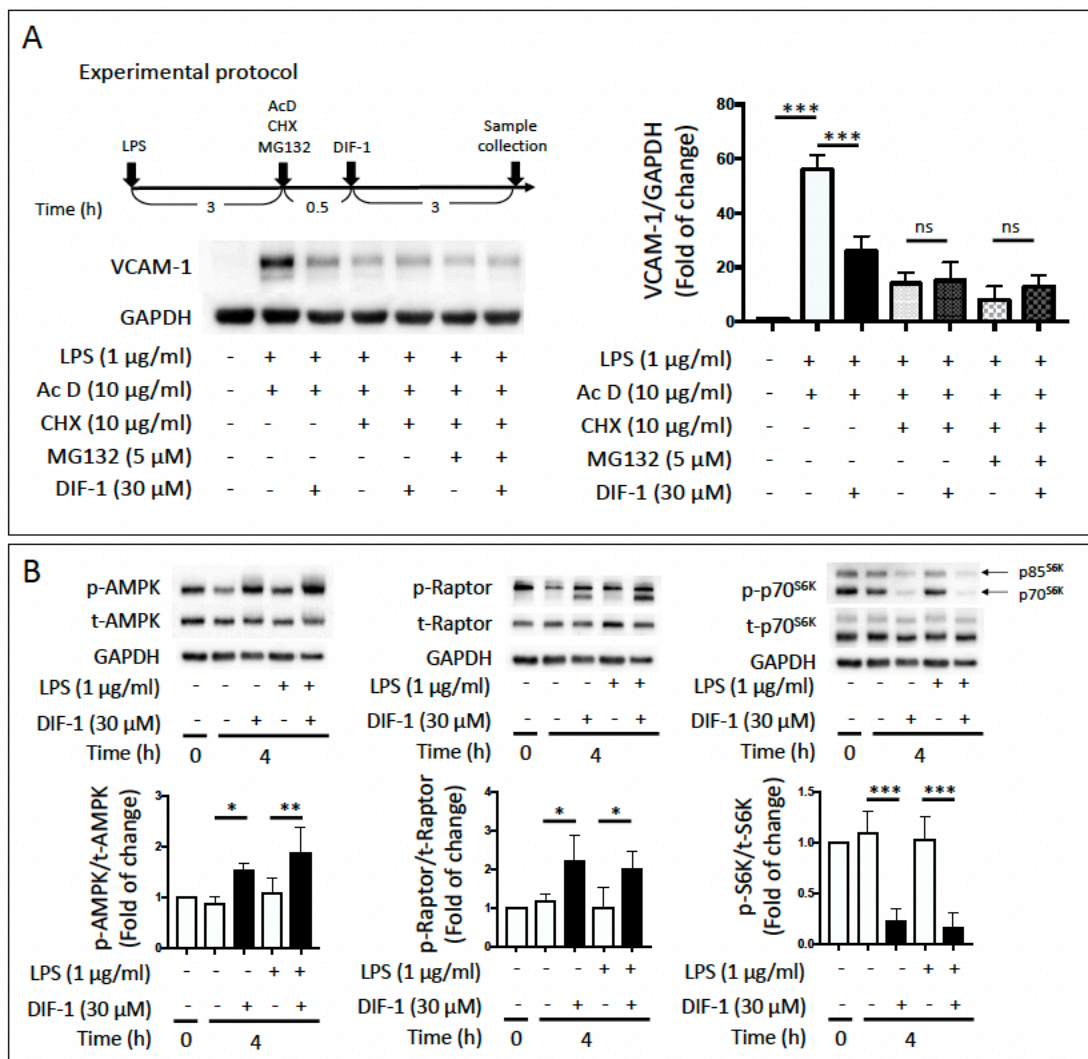 A
Experimental protocol
AcD
CHX
LPS MG132 DIF-1 Sample
collection
Time (h) 3 0.5 3
VCAM-1
GAPDH
LPS (1 µg/ml) - + + + + + +
Ac D (10 µg/ml) - + + + + + +
CHX (10 µg/ml) - - - + + + +
MG132 (5 µM) - - - - - + +
DIF-1 (30 µM) - - + - + - +
VCAM-1/GAPDH
(Fold of change)
80
60
40
20
0
***
***
ns
ns
LPS (1 µg/ml) - + + + + + +
Ac D (10 µg/ml) - + + + + + +
CHX (10 µg/ml) - - - + + + +
MG132 (5 µM) - - - - - + +
DIF-1 (30 µM) - - + - + - +
B
p-AMPK
t-AMPK
GAPDH
LPS (1 µg/ml) - - - + +
DIF-1 (30 µM) - - + - +
Time (h) 0 4
p-Raptor
t-Raptor
GAPDH
LPS (1 µg/ml) - - - + +
DIF-1 (30 µM) - - + - +
Time (h) 0 4
p-p70S6K
p85S6K
p70S6K
t-p70S6K
GAPDH
LPS (1 µg/ml) - - - + +
DIF-1 (30 µM) - - + - +
Time (h) 0 4
p-AMPK/t-AMPK
(Fold of change)
3
2
1
0
*
**
LPS (1 µg/ml) - - - + +
DIF-1 (30 µM) - - + - +
Time (h) 0 4
p-Raptor/t-Raptor
(Fold of change)
4
3
2
1
0
*
*
LPS (1 µg/ml) - - - + +
DIF-1 (30 µM) - - + - +
Time (h) 0 4
p-S6K/t-S6K
(Fold of change)
1.5
1.0
0.5
0.0
***
***
LPS (1 µg/ml) - - - + +
DIF-1 (30 µM) - - + - +
Time (h) 0 4